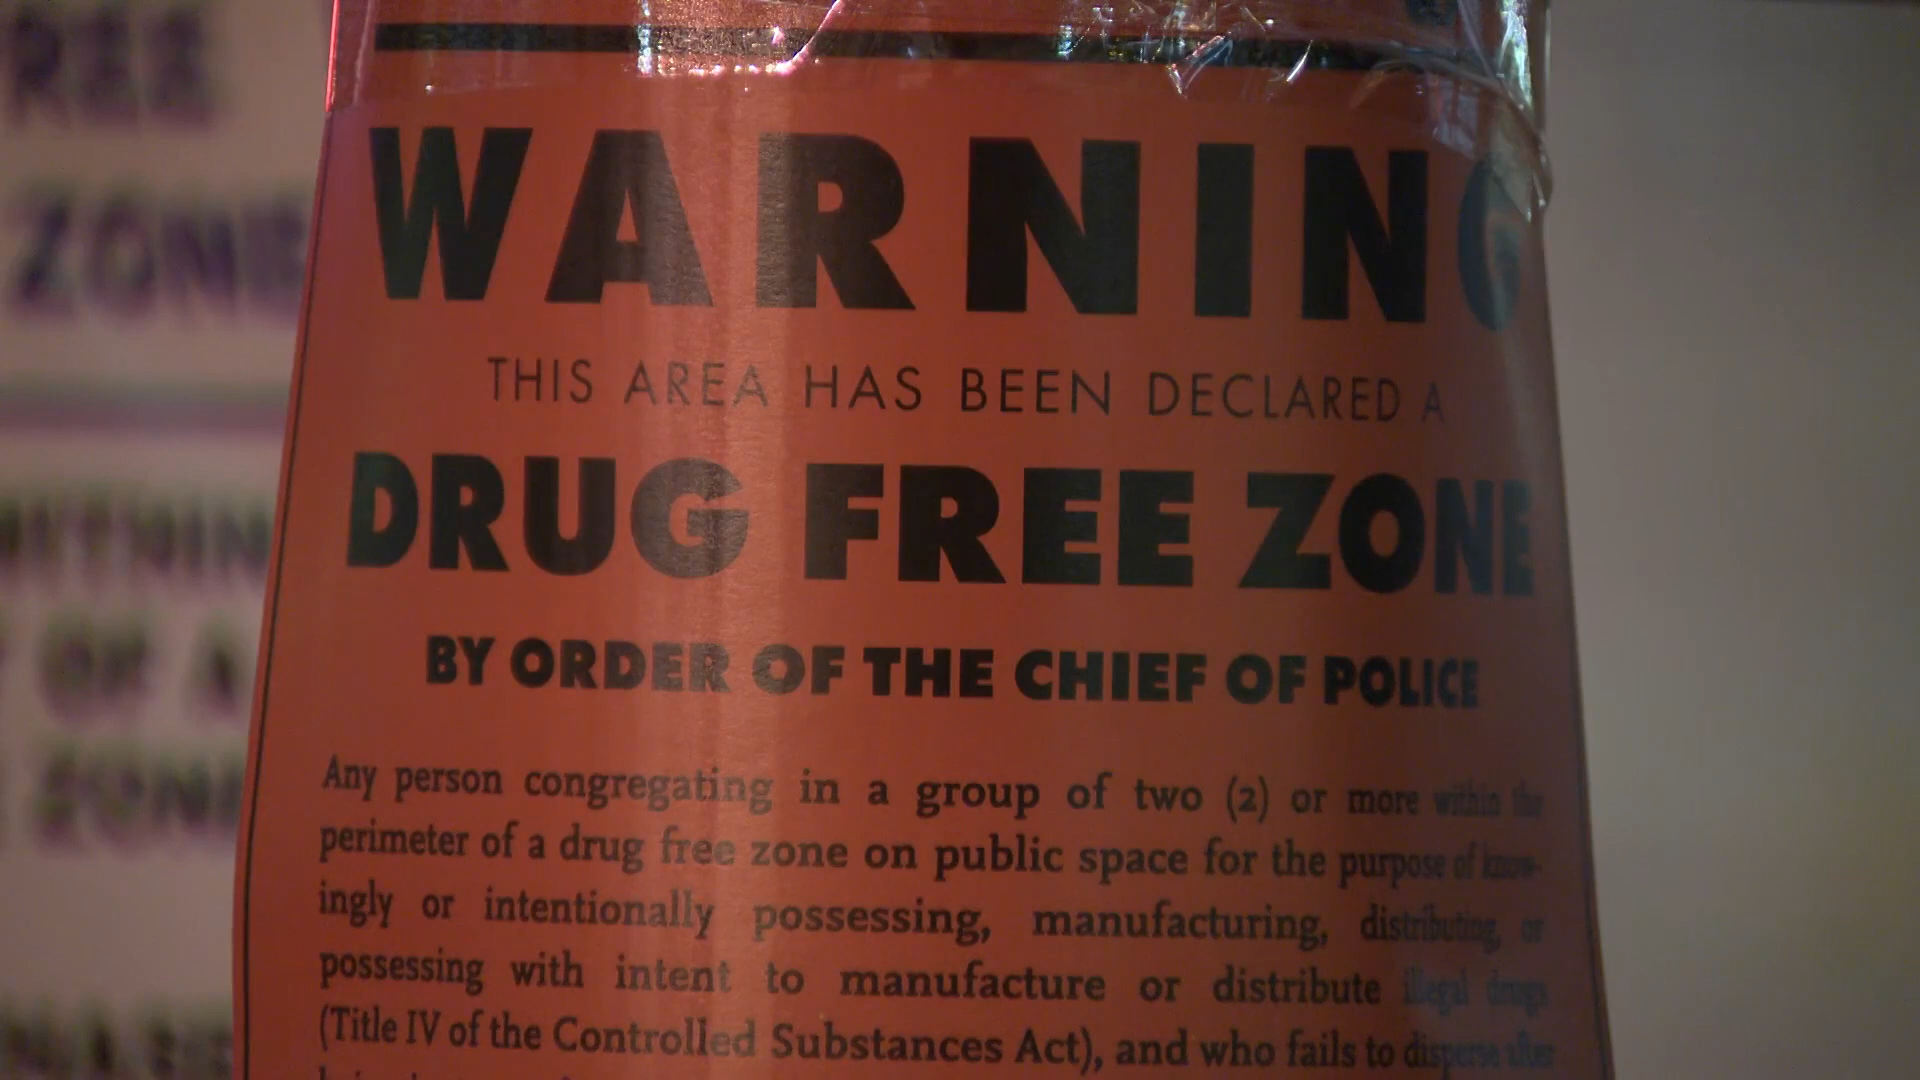 WARNING
THIS AREA HAS BEEN DECLARED A
DRUG FREE ZONE
BY ORDER OF THE CHIEF OF POLICE
Any person congregating in a group of two (2) or more within the
perimeter of a drug free zone on public space for the purpose of know-
ingly or intentionally possessing, manufacturing, distributing, or
possessing with intent to manufacture or distribute illegal drugs
(Title IV of the Controlled Substances Act), and who fails to disperse after
REE
ZONE